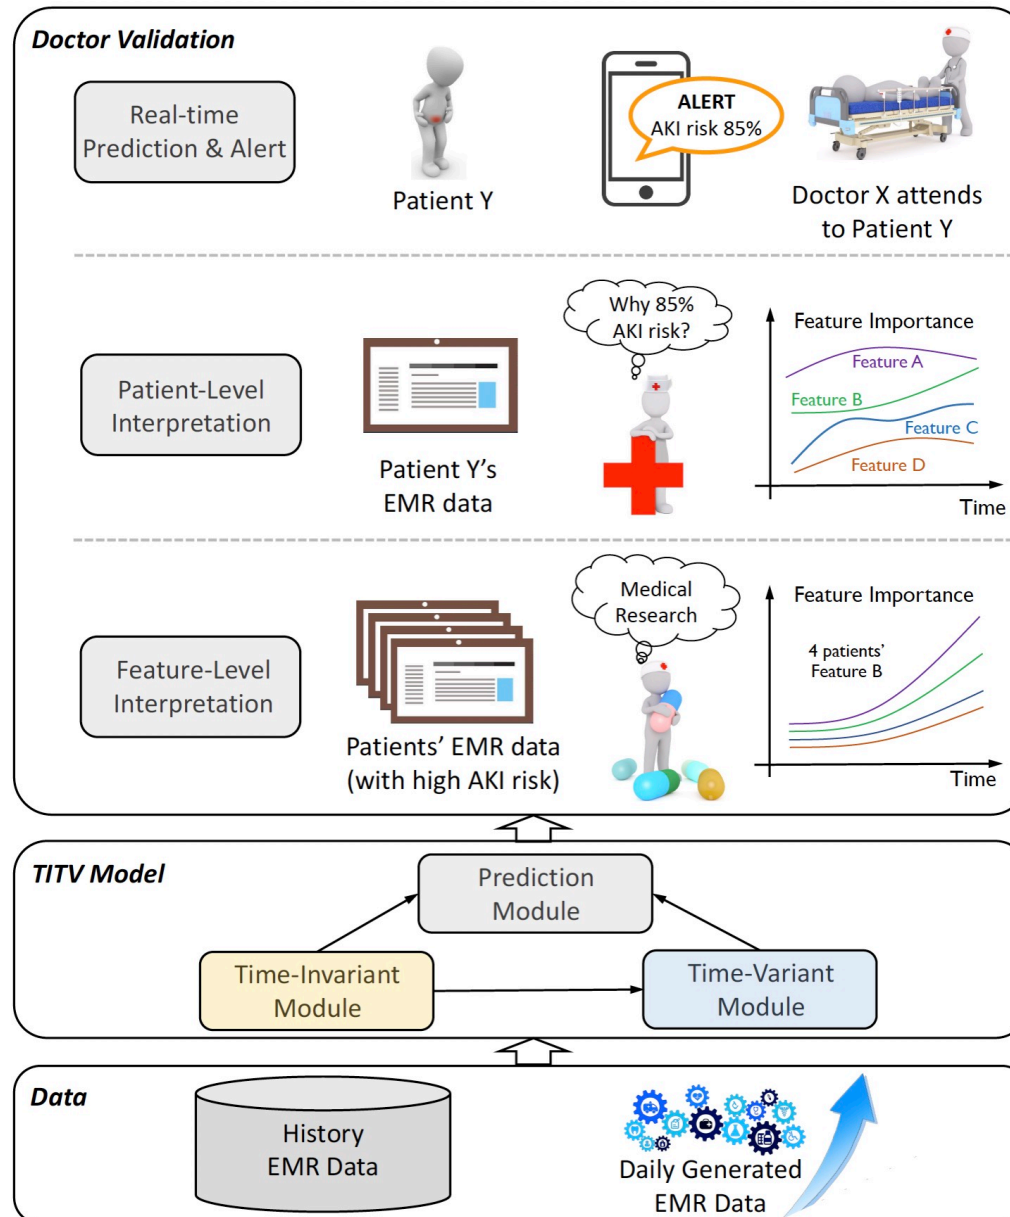 Doctor Validation
Real-time
Prediction & Alert
Patient Y
ALERT
AKI risk 85%
Doctor X attends
to Patient Y
Patient-Level
Interpretation
Patient Y’s
EMR data
Why 85%
AKI risk?
Feature Importance
Feature A
Feature B
Feature C
Feature D
Time
Feature-Level
Interpretation
Patients’ EMR data
(with high AKI risk)
Medical
Research
Feature Importance
4 patients’
Feature B
Time
TITV Model
Prediction
Module
Time-Invariant
Module
Time-Variant
Module
Data
History
EMR Data
Daily Generated
EMR Data